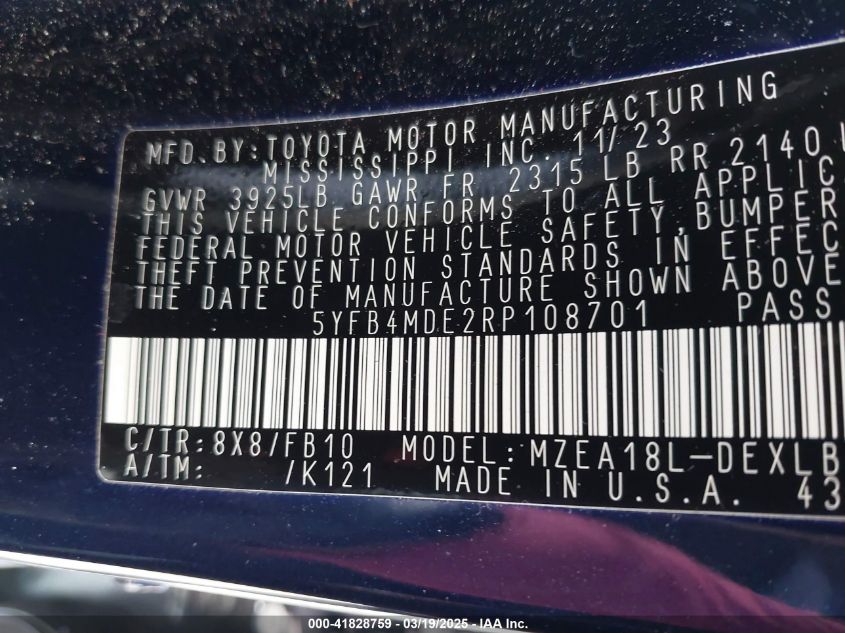 MFD. BY: TOYOTA MOTOR MANUFACTURING
MISSISSIPPI INC. 11/23
GVWR 3925LB GAWR FR 2315 LB RR 2140
THIS VEHICLE CONFORMS TO ALL APPLIC
FEDERAL MOTOR VEHICLE SAFETY, BUMPER
THEFT PREVENTION STANDARDS IN EFFEC
THE DATE OF MANUFACTURE SHOWN ABOVE
5YFB4MDE2RP108701 PASS
C/TR: 8X8/FB10 MODEL: MZEA18L-DEXLB
A/TM: /K121 MADE IN U.S.A. 43
000-41828759 - 03/19/2025 - IAA Inc.